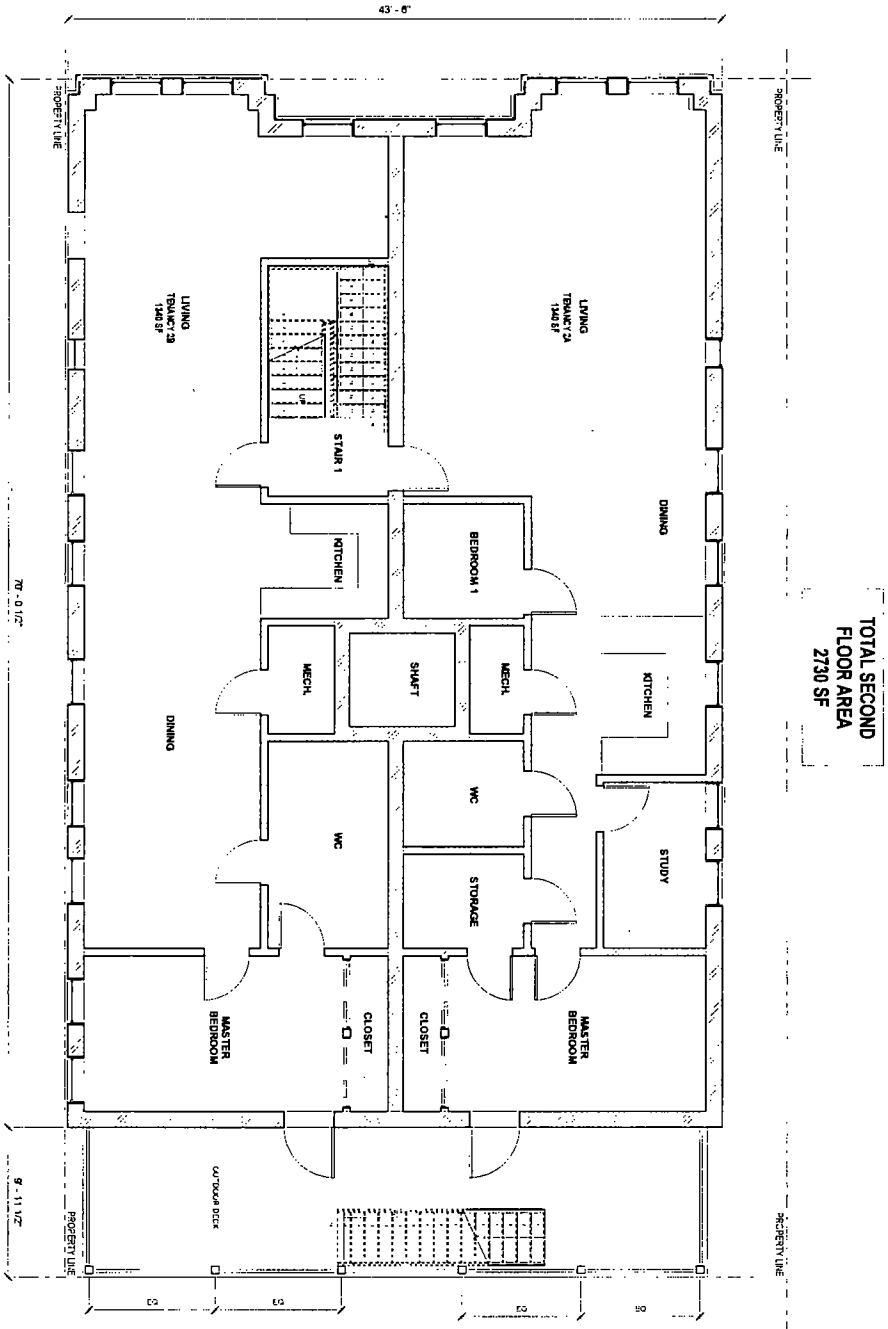 43' - 6"
PROPERTY LINE
PROPERTY LINE
TOTAL SECOND
FLOOR AREA
2730 SF
LIVING
TENANCY 2B
1340 SF
LIVING
TENANCY 2A
1340 SF
UP
STAIR 1
DINING
KITCHEN
BEDROOM 1
MECH.
SHAFT
MECH.
KITCHEN
DINING
WC
WC
STORAGE
STUDY
MASTER
BEDROOM
CLOSET
CLOSET
MASTER
BEDROOM
OUTDOOR DECK
70' - 0 1/2"
9' - 11 1/2"
PROPERTY LINE
PROPERTY LINE
EQ
EQ
EQ
EQ